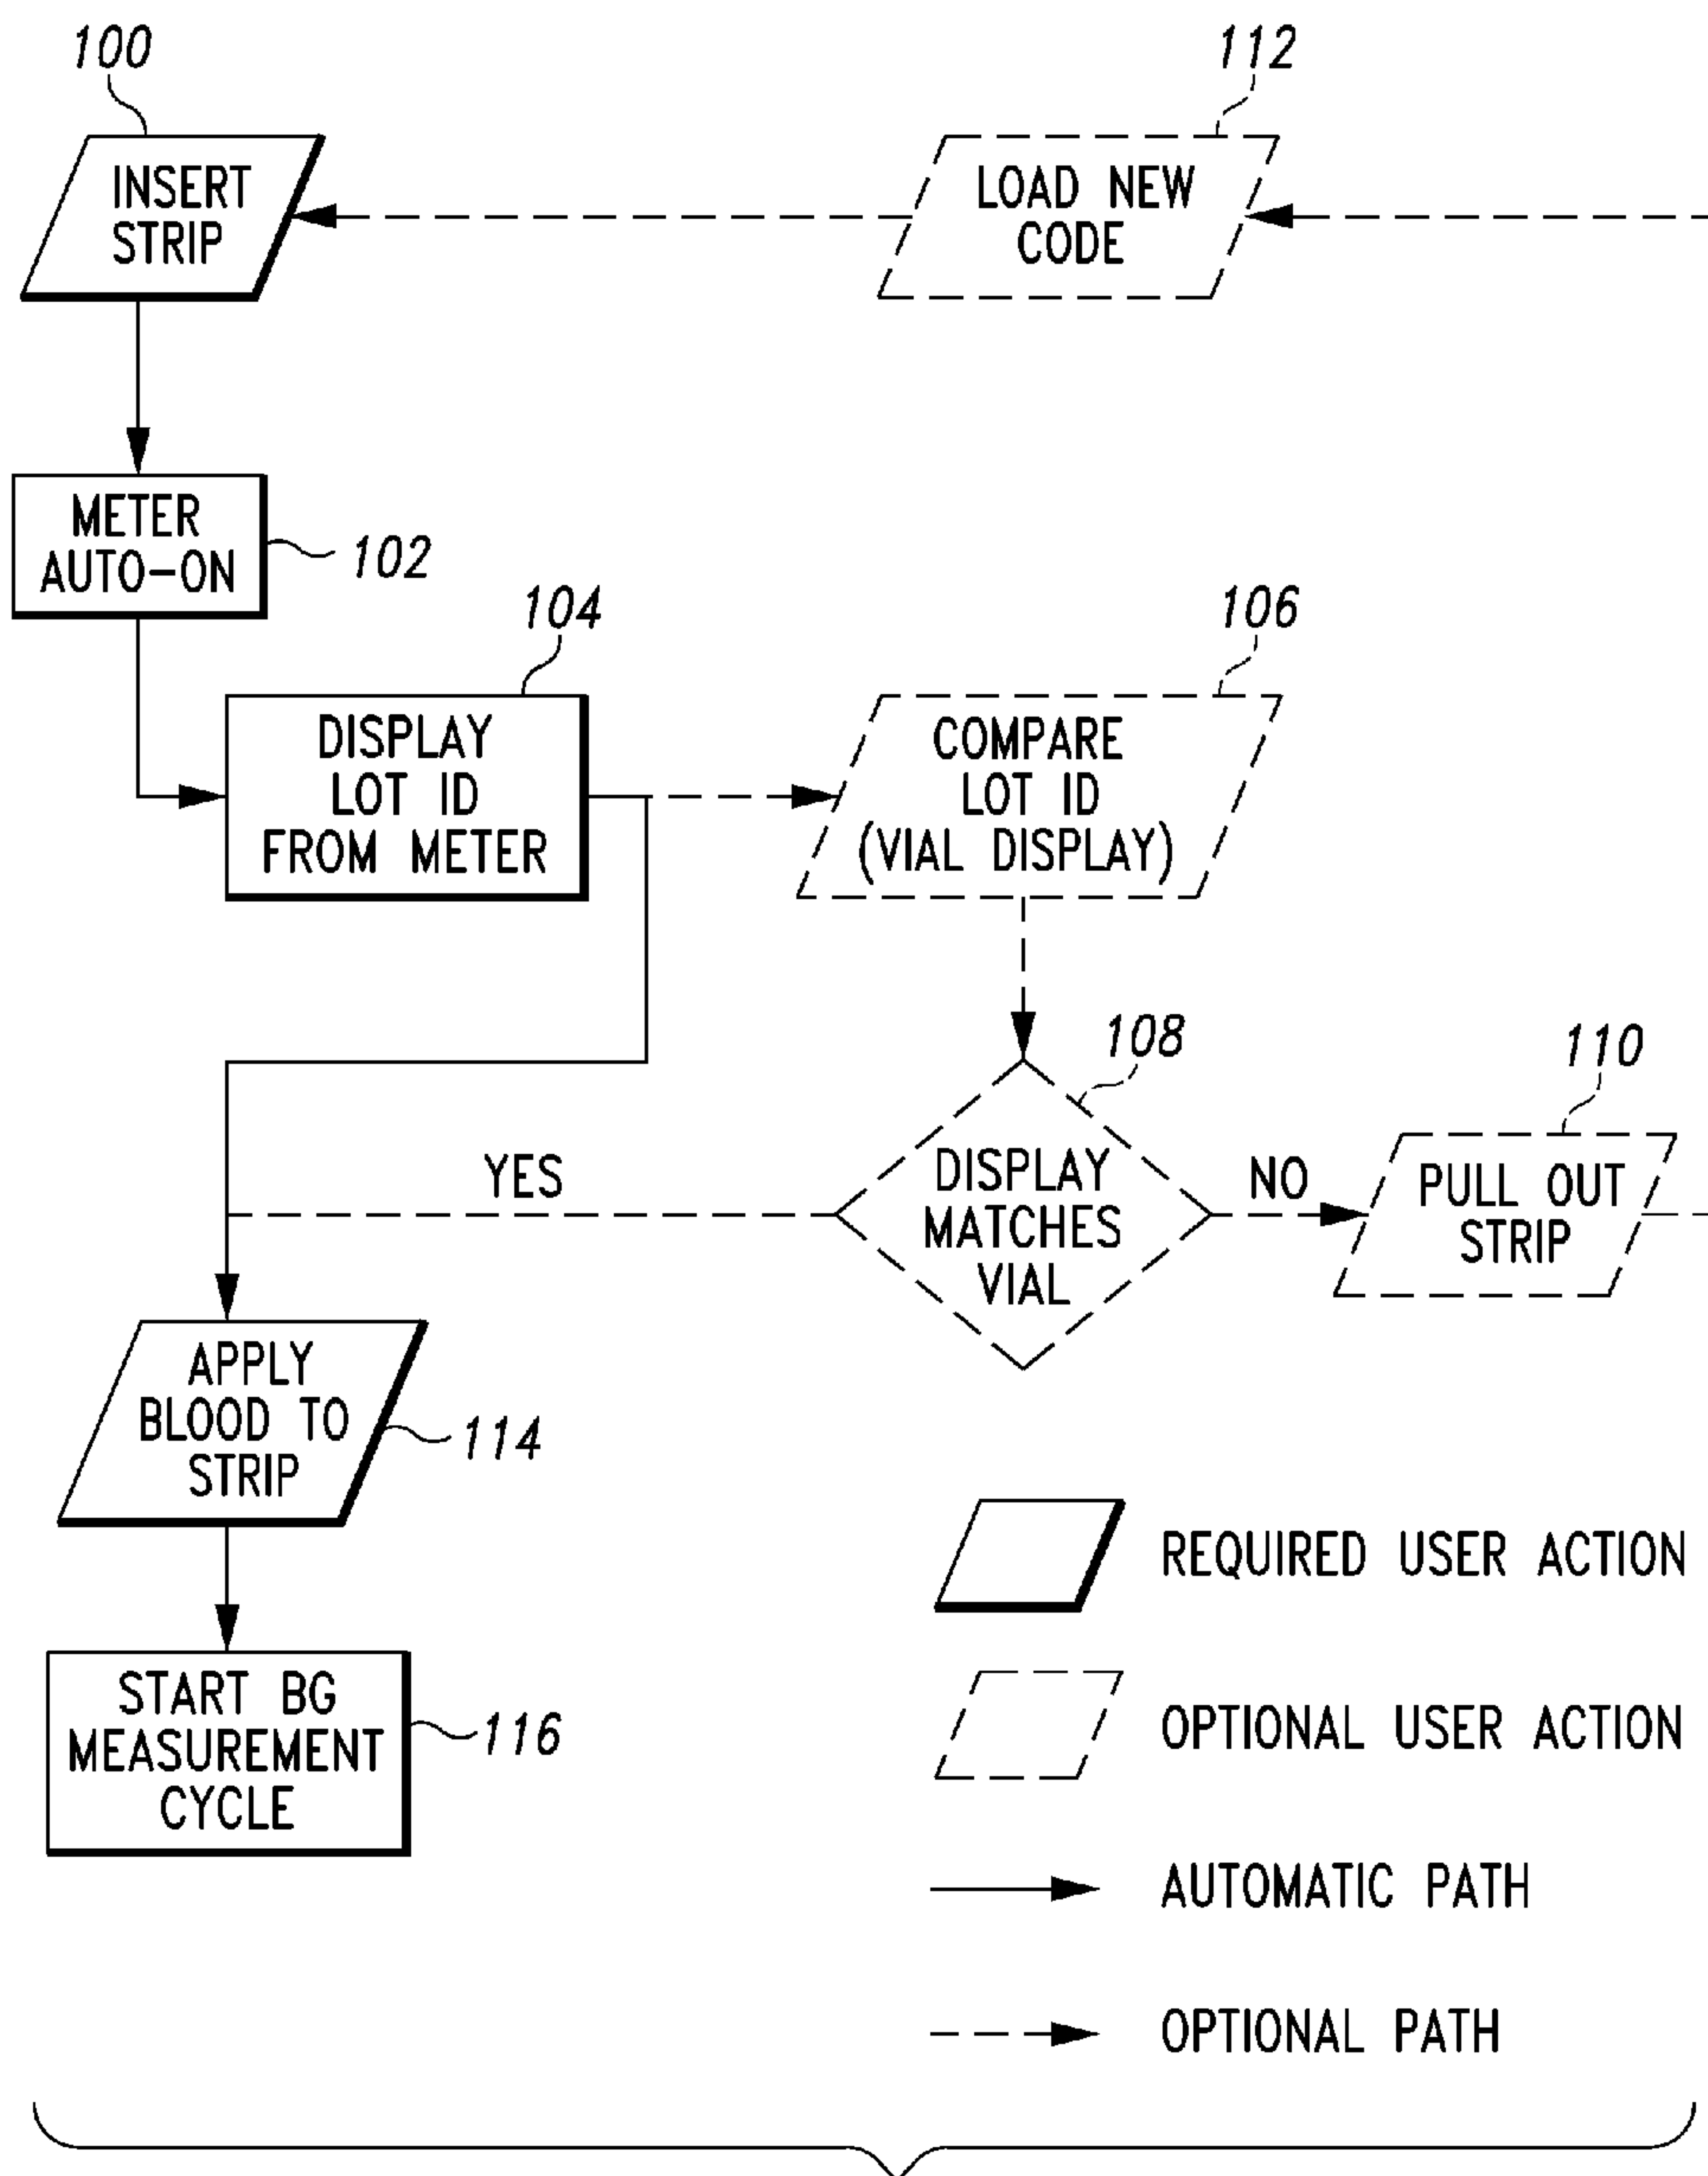 100
112
INSERT
STRIP
LOAD NEW
CODE
METER
AUTO-ON
102
104
106
DISPLAY
LOT ID
FROM METER
COMPARE
LOT ID
(VIAL DISPLAY)
108
110
YES
DISPLAY
MATCHES
VIAL
NO
PULL OUT
STRIP
APPLY
BLOOD TO
STRIP
114
REQUIRED USER ACTION
START BG
MEASUREMENT
CYCLE
116
OPTIONAL USER ACTION
AUTOMATIC PATH
OPTIONAL PATH